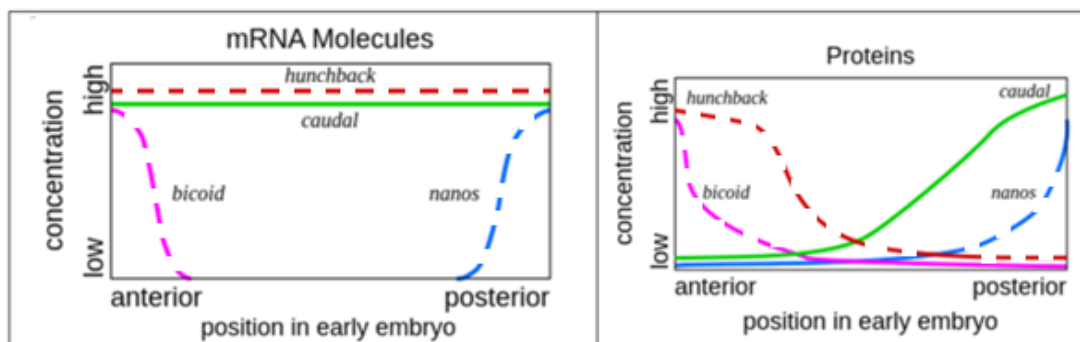 mRNA Molecules
concentration
high
low
hunchback
caudal
bicoid
nanos
anterior
posterior
position in early embryo
Proteins
concentration
high
low
hunchback
caudal
bicoid
nanos
anterior
posterior
position in early embryo